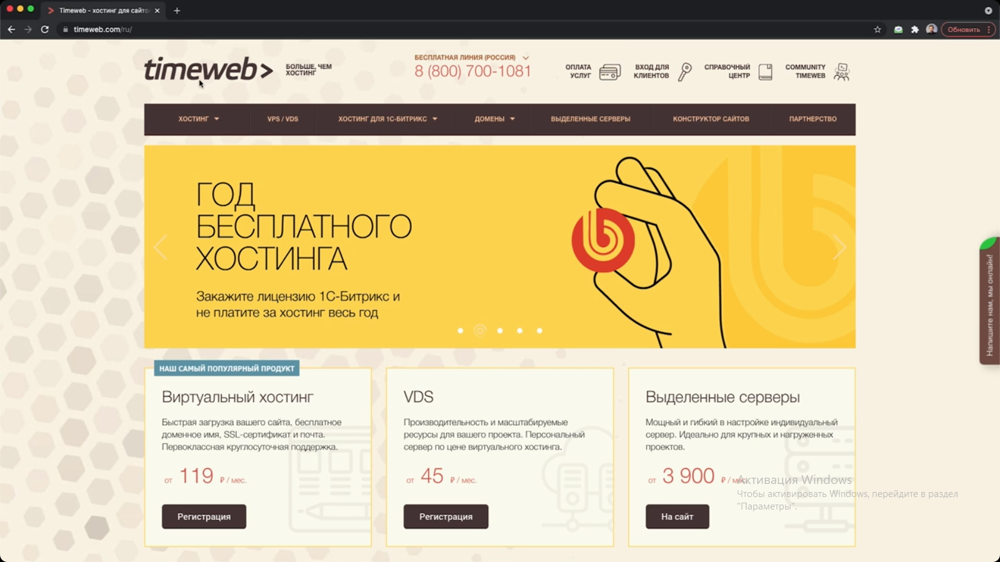 Timeweb - хостинг для сайто
timeweb.com/ru/
Обновить
timeweb>
БОЛЬШЕ, ЧЕМ
ХОСТИНГ
БЕСПЛАТНАЯ ЛИНИЯ (РОССИЯ)
8 (800) 700-1081
ОПЛАТА
УСЛУГ
ВХОД ДЛЯ
КЛИЕНТОВ
СПРАВОЧНЫЙ
ЦЕНТР
COMMUNITY
TIMEWEB
ХОСТИНГ
VPS / VDS
ХОСТИНГ ДЛЯ 1С-БИТРИКС
ДОМЕНЫ
ВЫДЕЛЕННЫЕ СЕРВЕРЫ
КОНСТРУКТОР САЙТОВ
ПАРТНЕРСТВО
ГОД
БЕСПЛАТНОГО
ХОСТИНГА
Закажите лицензию 1С-Битрикс и
не платите за хостинг весь год
Напишите нам, мы онлайн!
НАШ САМЫЙ ПОПУЛЯРНЫЙ ПРОДУКТ
Виртуальный хостинг
Быстрая загрузка вашего сайта, бесплатное
доменное имя, SSL-сертификат и почта.
Первоклассная круглосуточная поддержка.
от 119 ₽ / мес.
Регистрация
VDS
Производительность и масштабируемые
ресурсы для вашего проекта. Персональный
сервер по цене виртуального хостинга.
от 45 ₽ / мес.
Регистрация
Выделенные серверы
Мощный и гибкий в настройке индивидуальный
сервер. Идеально для крупных и нагруженных
проектов.
от 3 900 ₽ / мес.
На сайт
Активация Windows
Чтобы активировать Windows, перейдите в раздел
"Параметры".